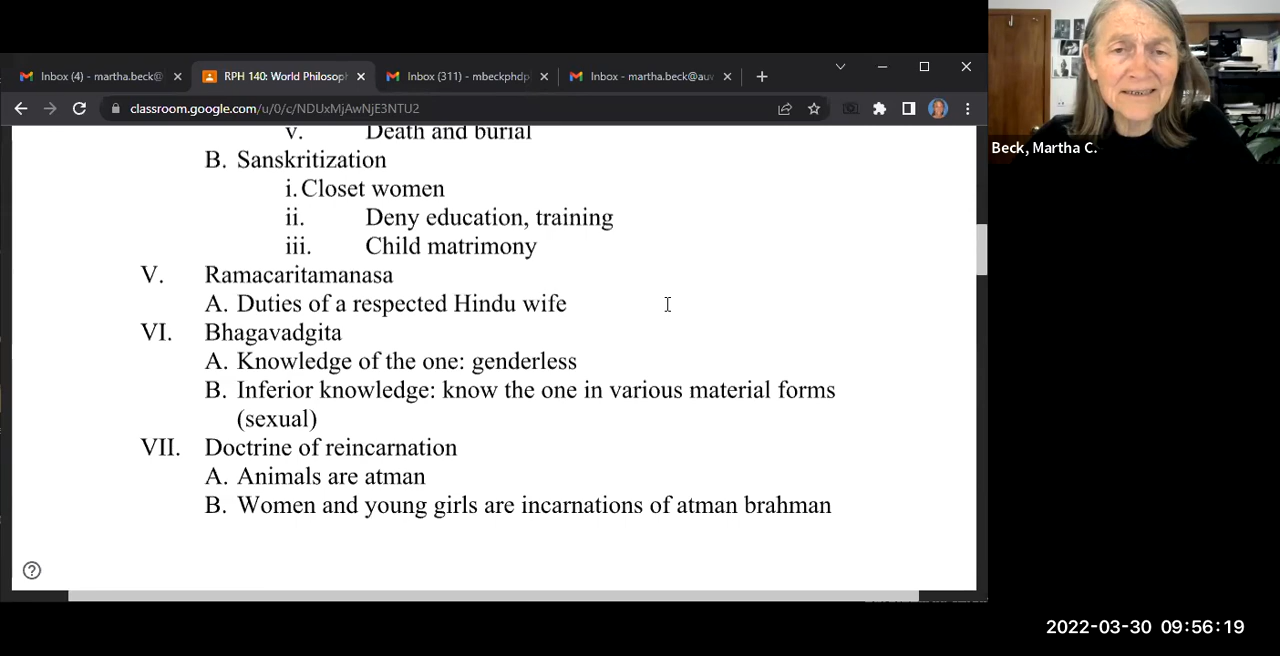 Inbox (4) - martha.beck@
RPH 140: World Philosoph
Inbox (311) - mbeckphdp
Inbox - martha.beck@auw
classroom.google.com/u/0/c/NDUxMjAwNjE3NTU2
Beck, Martha C.
v. Death and burial
B. Sanskritization
i. Closet women
ii. Deny education, training
iii. Child matrimony
V. Ramacaritamanasa
A. Duties of a respected Hindu wife
VI. Bhagavadgita
A. Knowledge of the one: genderless
B. Inferior knowledge: know the one in various material forms
(sexual)
VII. Doctrine of reincarnation
A. Animals are atman
B. Women and young girls are incarnations of atman brahman
2022-03-30 09:56:19